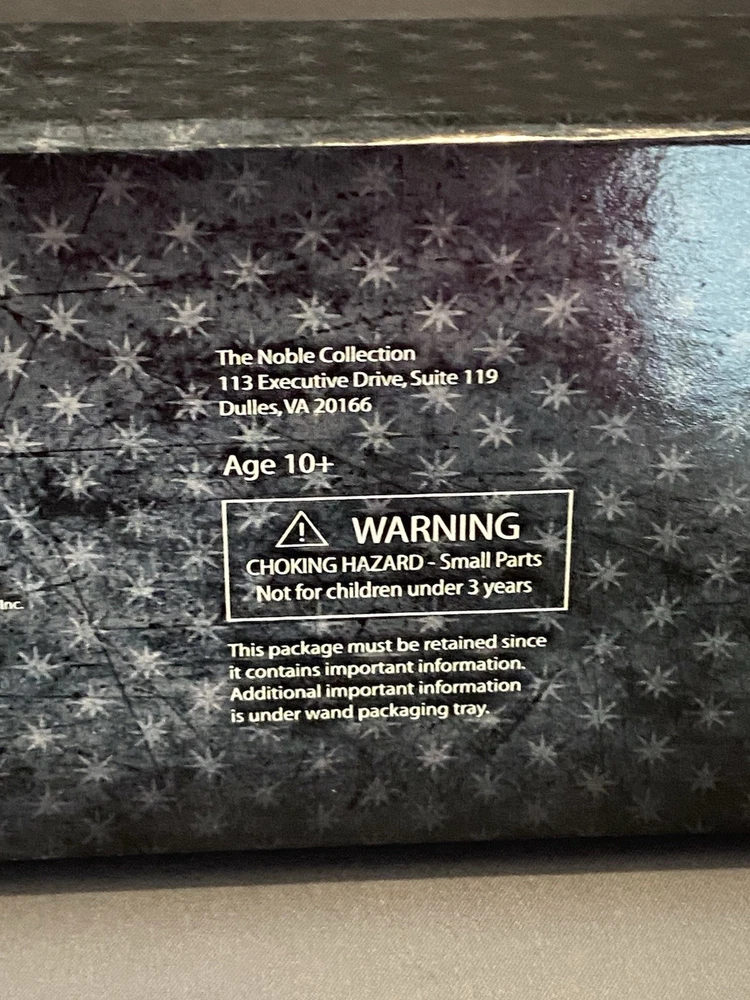 The Noble Collection
113 Executive Drive, Suite 119
Dulles, VA 20166
Age 10+
WARNING
CHOKING HAZARD - Small Parts
Not for children under 3 years
Inc.
This package must be retained since
it contains important information.
Additional important information
is under wand packaging tray.